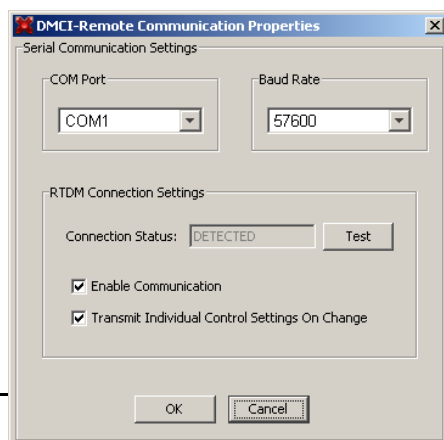 DMCI-Remote Communication Properties
Serial Communication Settings
COM Port
Baud Rate
COM1
57600
RTDM Connection Settings
Connection Status: DETECTED Test
Enable Communication
Transmit Individual Control Settings On Change
OK Cancel